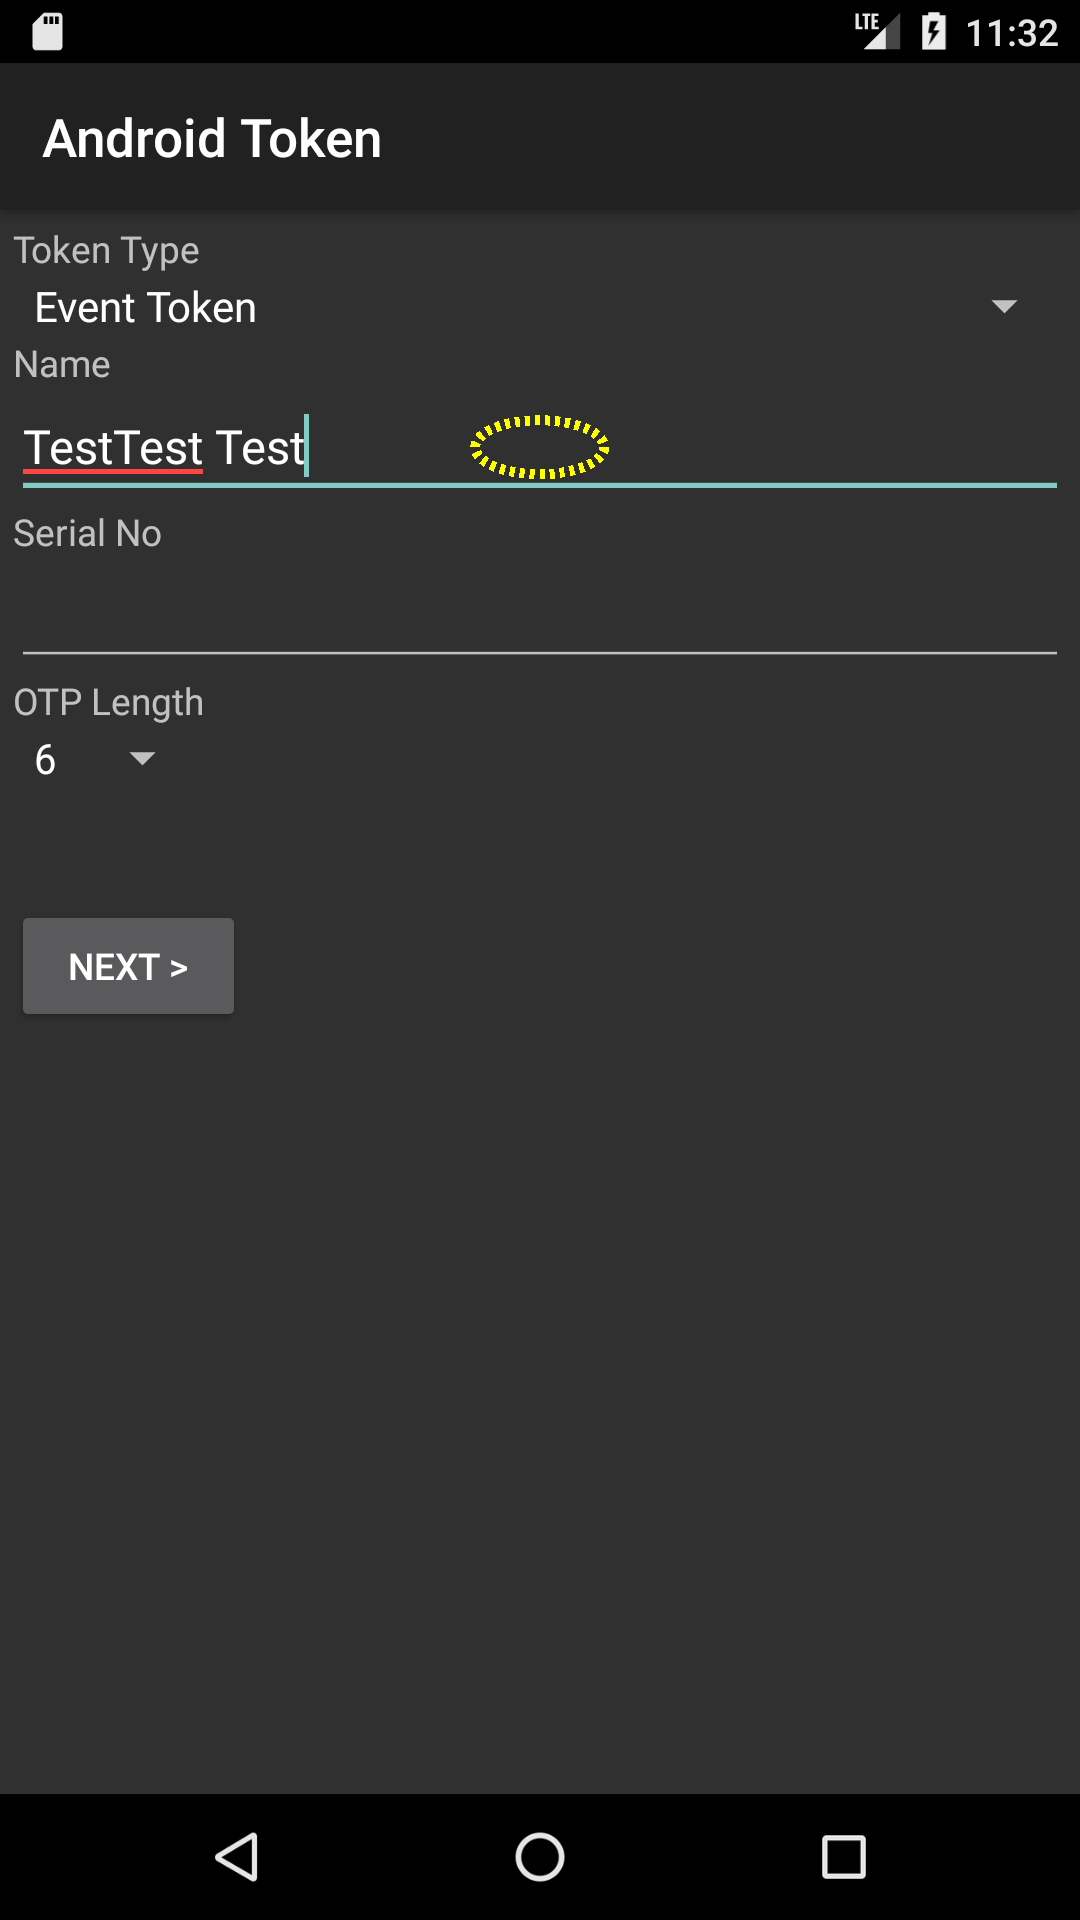 LTE 11:32
Android Token
Token Type
Event Token
Name
TestTest Test
Serial No
OTP Length
6
NEXT >